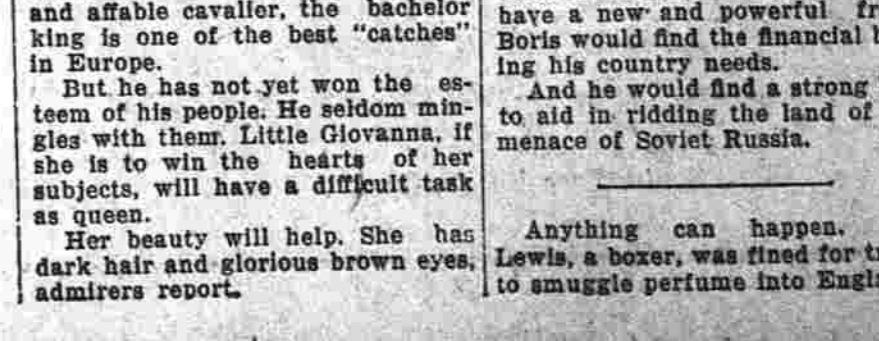 and affable cavalier, the bachelor
king is one of the best "catches"
in Europe.
But he has not yet won the es-
teem of his people. He seldom min-
gles with them. Little Giovanna, if
she is to win the hearts of her
subjects, will have a difficult task
as queen.
Her beauty will help. She has
dark hair and glorious brown eyes,
admirers report.
have a new and powerful
Boris would find the financial
ing his country needs.
And he would find a strong
to aid in ridding the land of
menace of Soviet Russia.
Anything can happen.
Lewis, a boxer, was fined for
to smuggle perfume into